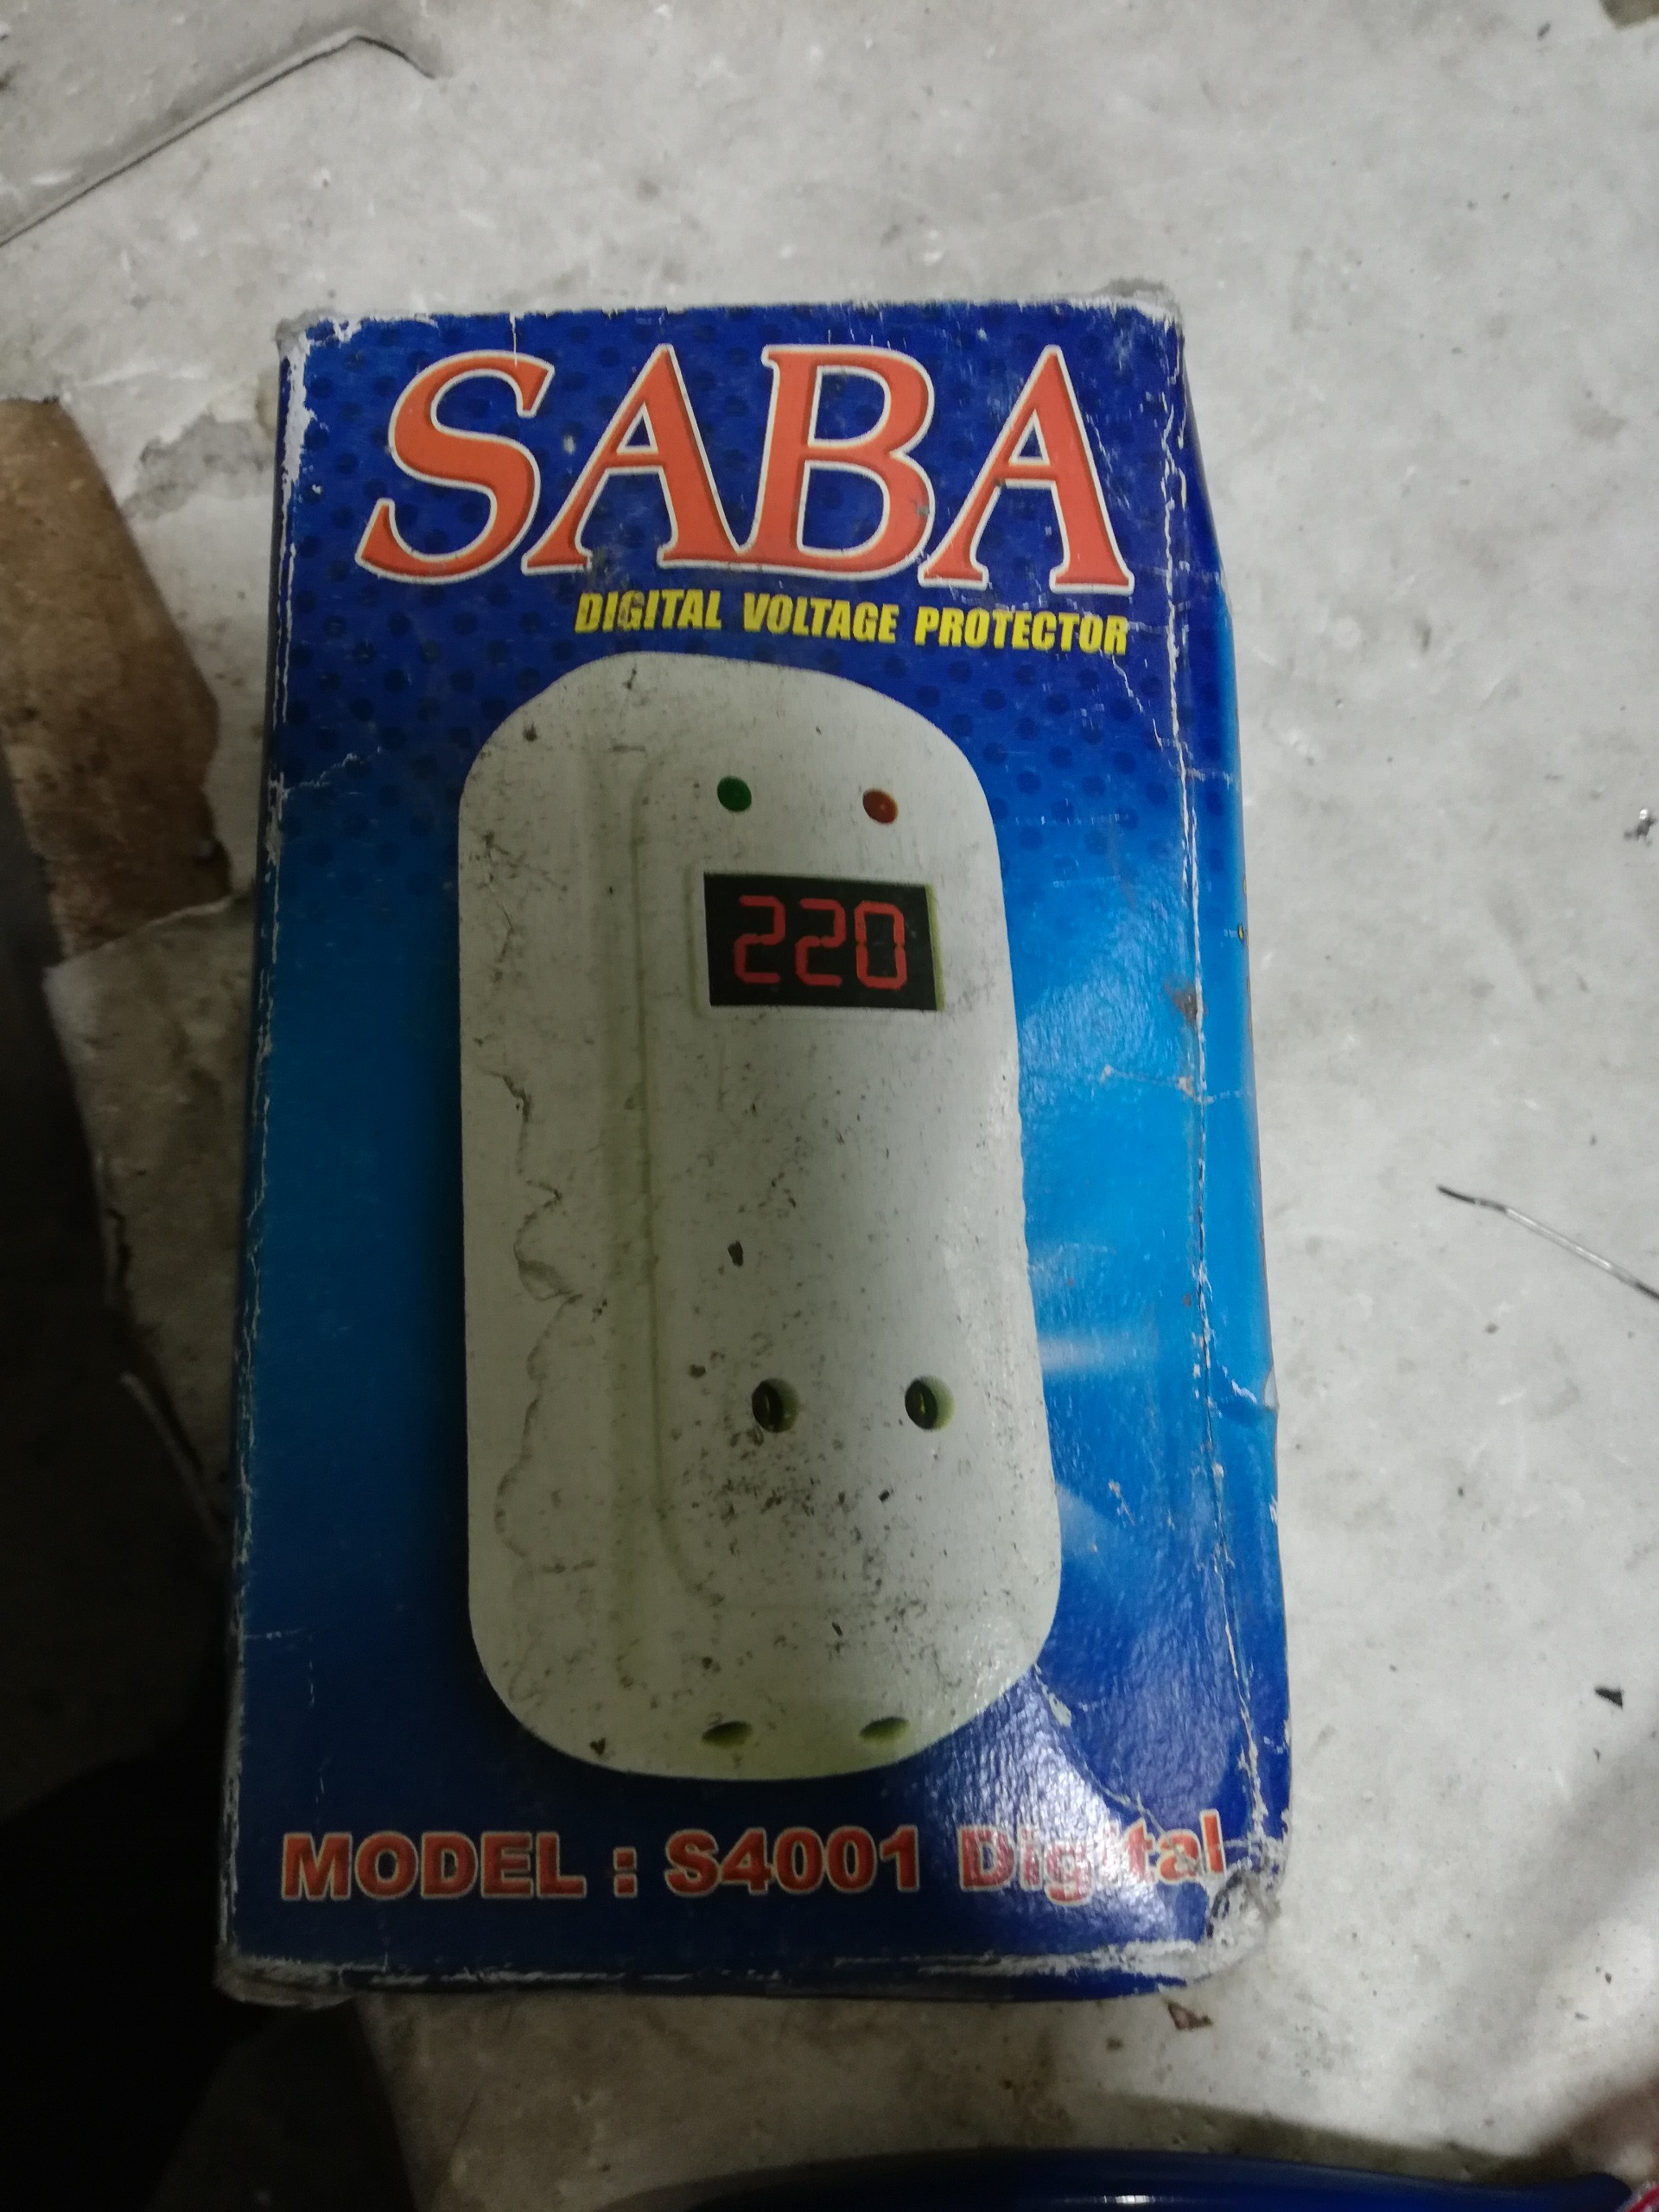 SABA
DIGITAL VOLTAGE PROTECTOR
220
MODEL : S4001 Digital